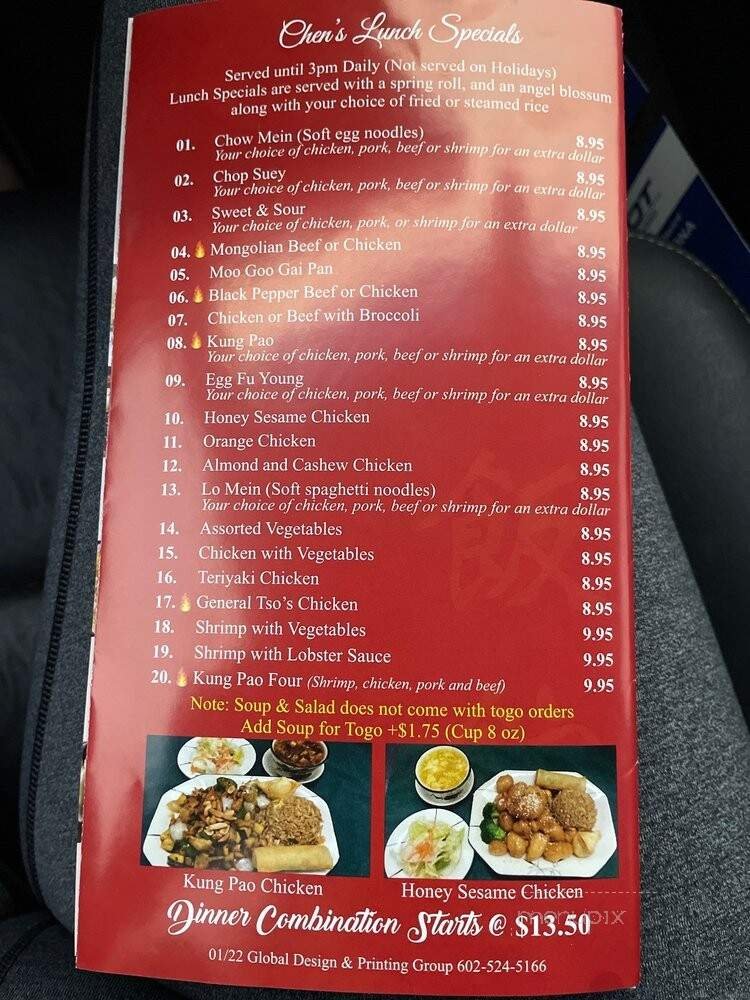 Chen's Lunch Specials
Served until 3pm Daily (Not served on Holidays)
Lunch Specials are served with a spring roll, and an angel blossum
along with your choice of fried or steamed rice
01. Chow Mein (Soft egg noodles) 8.95
Your choice of chicken, pork, beef or shrimp for an extra dollar
02. Chop Suey 8.95
Your choice of chicken, pork, beef or shrimp for an extra dollar
03. Sweet & Sour 8.95
Your choice of chicken, pork, or shrimp for an extra dollar
04. Mongolian Beef or Chicken 8.95
05. Moo Goo Gai Pan 8.95
06. Black Pepper Beef or Chicken 8.95
07. Chicken or Beef with Broccoli 8.95
08. Kung Pao 8.95
Your choice of chicken, pork, beef or shrimp for an extra dollar
09. Egg Fu Young 8.95
Your choice of chicken, pork, beef or shrimp for an extra dollar
10. Honey Sesame Chicken 8.95
11. Orange Chicken 8.95
12. Almond and Cashew Chicken 8.95
13. Lo Mein (Soft spaghetti noodles) 8.95
Your choice of chicken, pork, beef or shrimp for an extra dollar
14. Assorted Vegetables 8.95
15. Chicken with Vegetables 8.95
16. Teriyaki Chicken 8.95
17. General Tso's Chicken 8.95
18. Shrimp with Vegetables 9.95
19. Shrimp with Lobster Sauce 9.95
20. Kung Pao Four (Shrimp, chicken, pork and beef) 9.95
Note: Soup & Salad does not come with togo orders
Add Soup for Togo +$1.75 (Cup 8 oz)
Kung Pao Chicken
Honey Sesame Chicken
menupix
Dinner Combination Starts @ $13.50
01/22 Global Design & Printing Group 602-524-5166